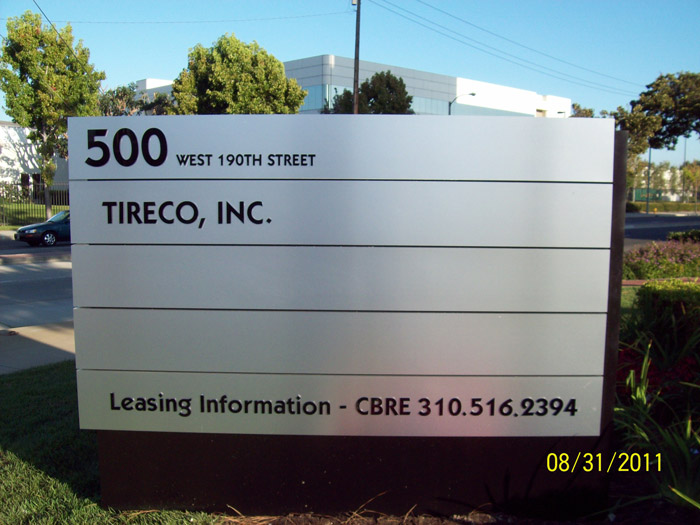 500 WEST 190TH STREET
TIRECO, INC.
Leasing Information - CBRE 310.516.2394
08/31/2011